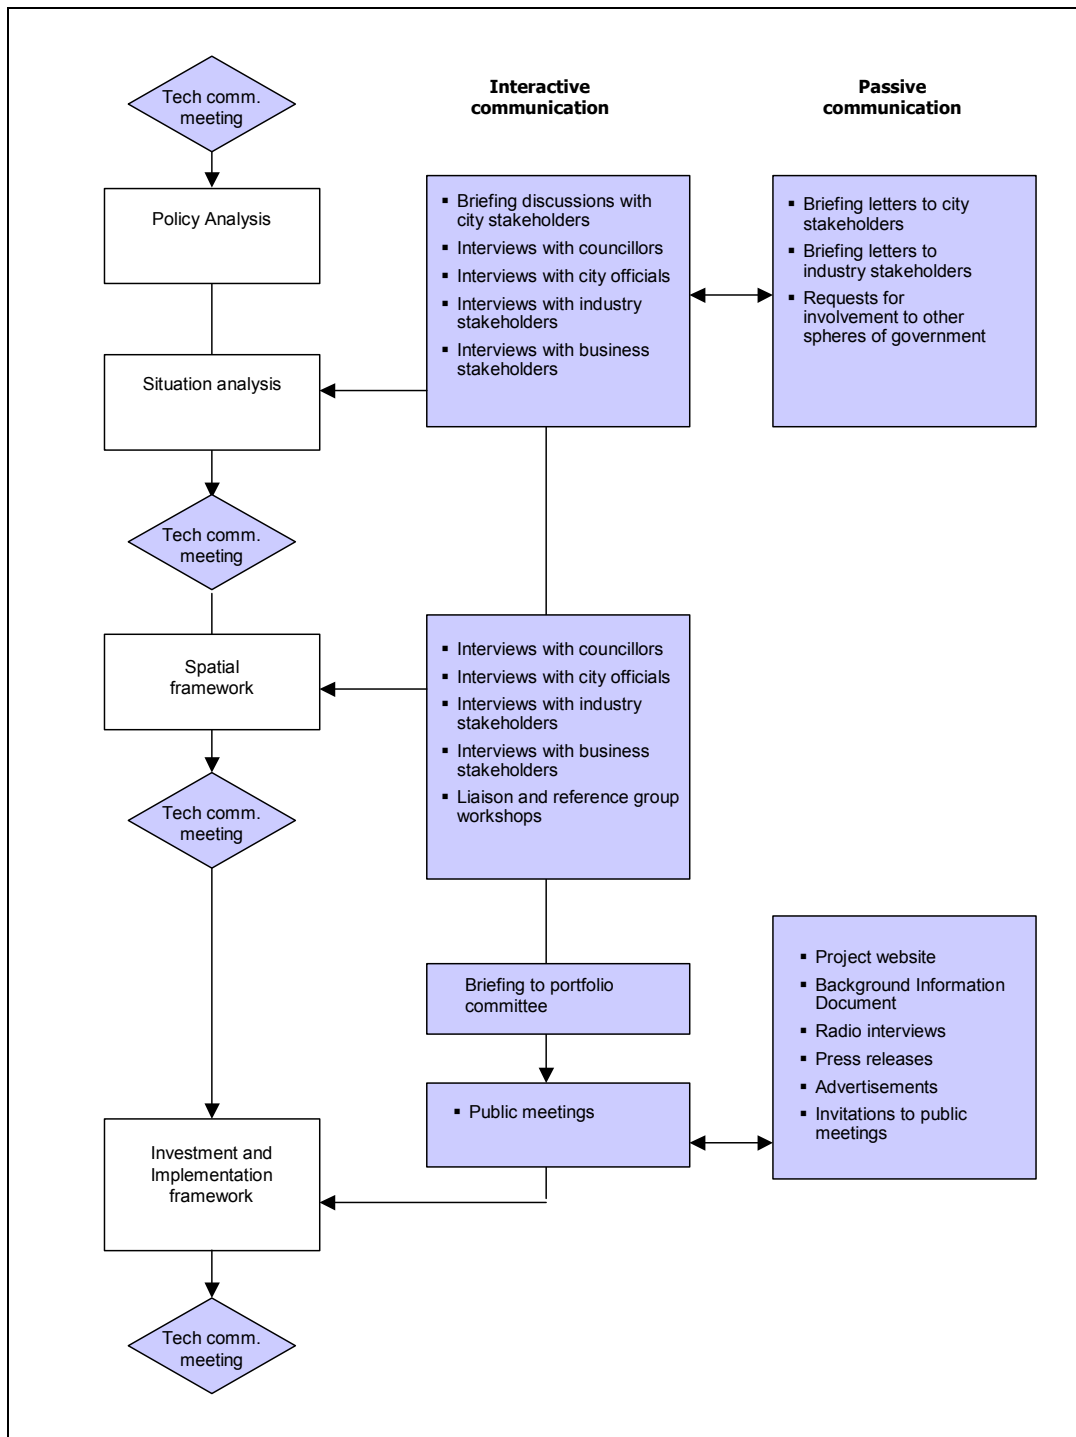 Tech comm.
meeting
Interactive
communication
Passive
communication
Policy Analysis
▪ Briefing discussions with
city stakeholders
▪ Interviews with councillors
▪ Interviews with city officials
▪ Interviews with industry
stakeholders
▪ Interviews with business
stakeholders
▪ Briefing letters to city
stakeholders
▪ Briefing letters to
industry stakeholders
▪ Requests for
involvement to other
spheres of government
Situation analysis
Tech comm.
meeting
Spatial
framework
▪ Interviews with councillors
▪ Interviews with city officials
▪ Interviews with industry
stakeholders
▪ Interviews with business
stakeholders
▪ Liaison and reference group
workshops
Tech comm.
meeting
Briefing to portfolio
committee
▪ Public meetings
▪ Project website
▪ Background Information
Document
▪ Radio interviews
▪ Press releases
▪ Advertisements
▪ Invitations to public
meetings
Investment and
Implementation
framework
Tech comm.
meeting